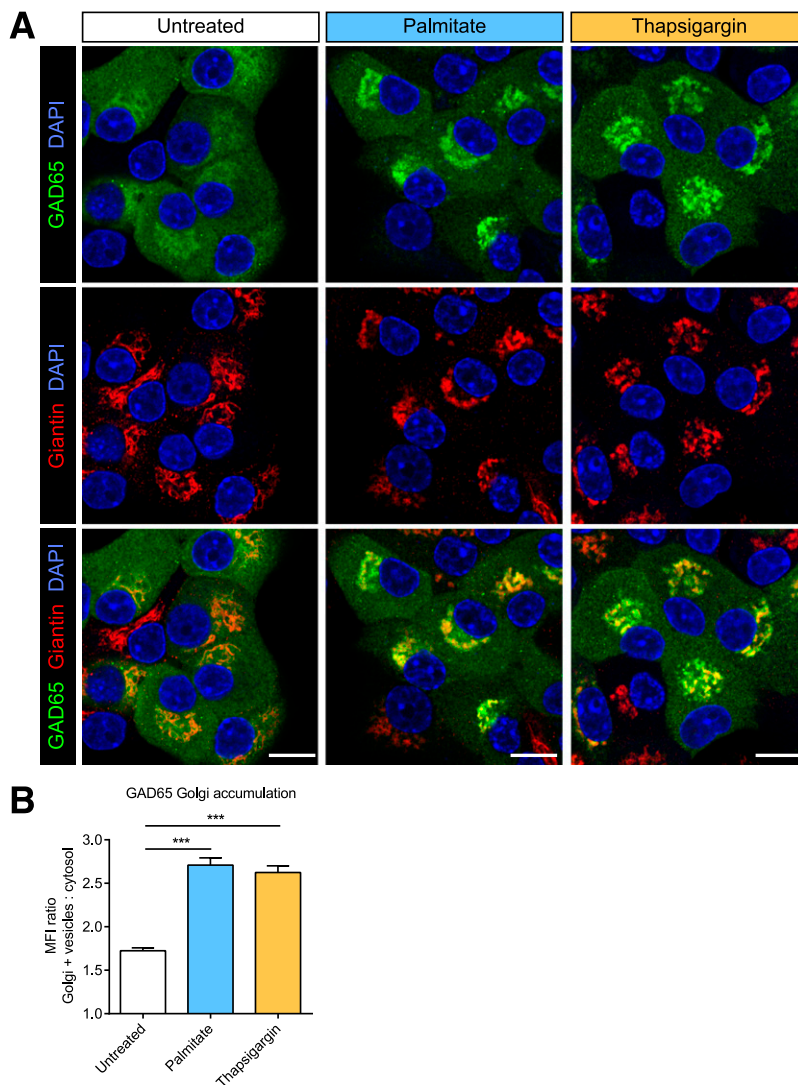 A
Untreated
Palmitate
Thapsigargin
GAD65 DAPI
Giantin DAPI
GAD65 Giantin DAPI
B
GAD65 Golgi accumulation
***
***
MFI ratio
Golgi + vesicles : cytosol
3.0
2.5
2.0
1.5
1.0
Untreated
Palmitate
Thapsigargin